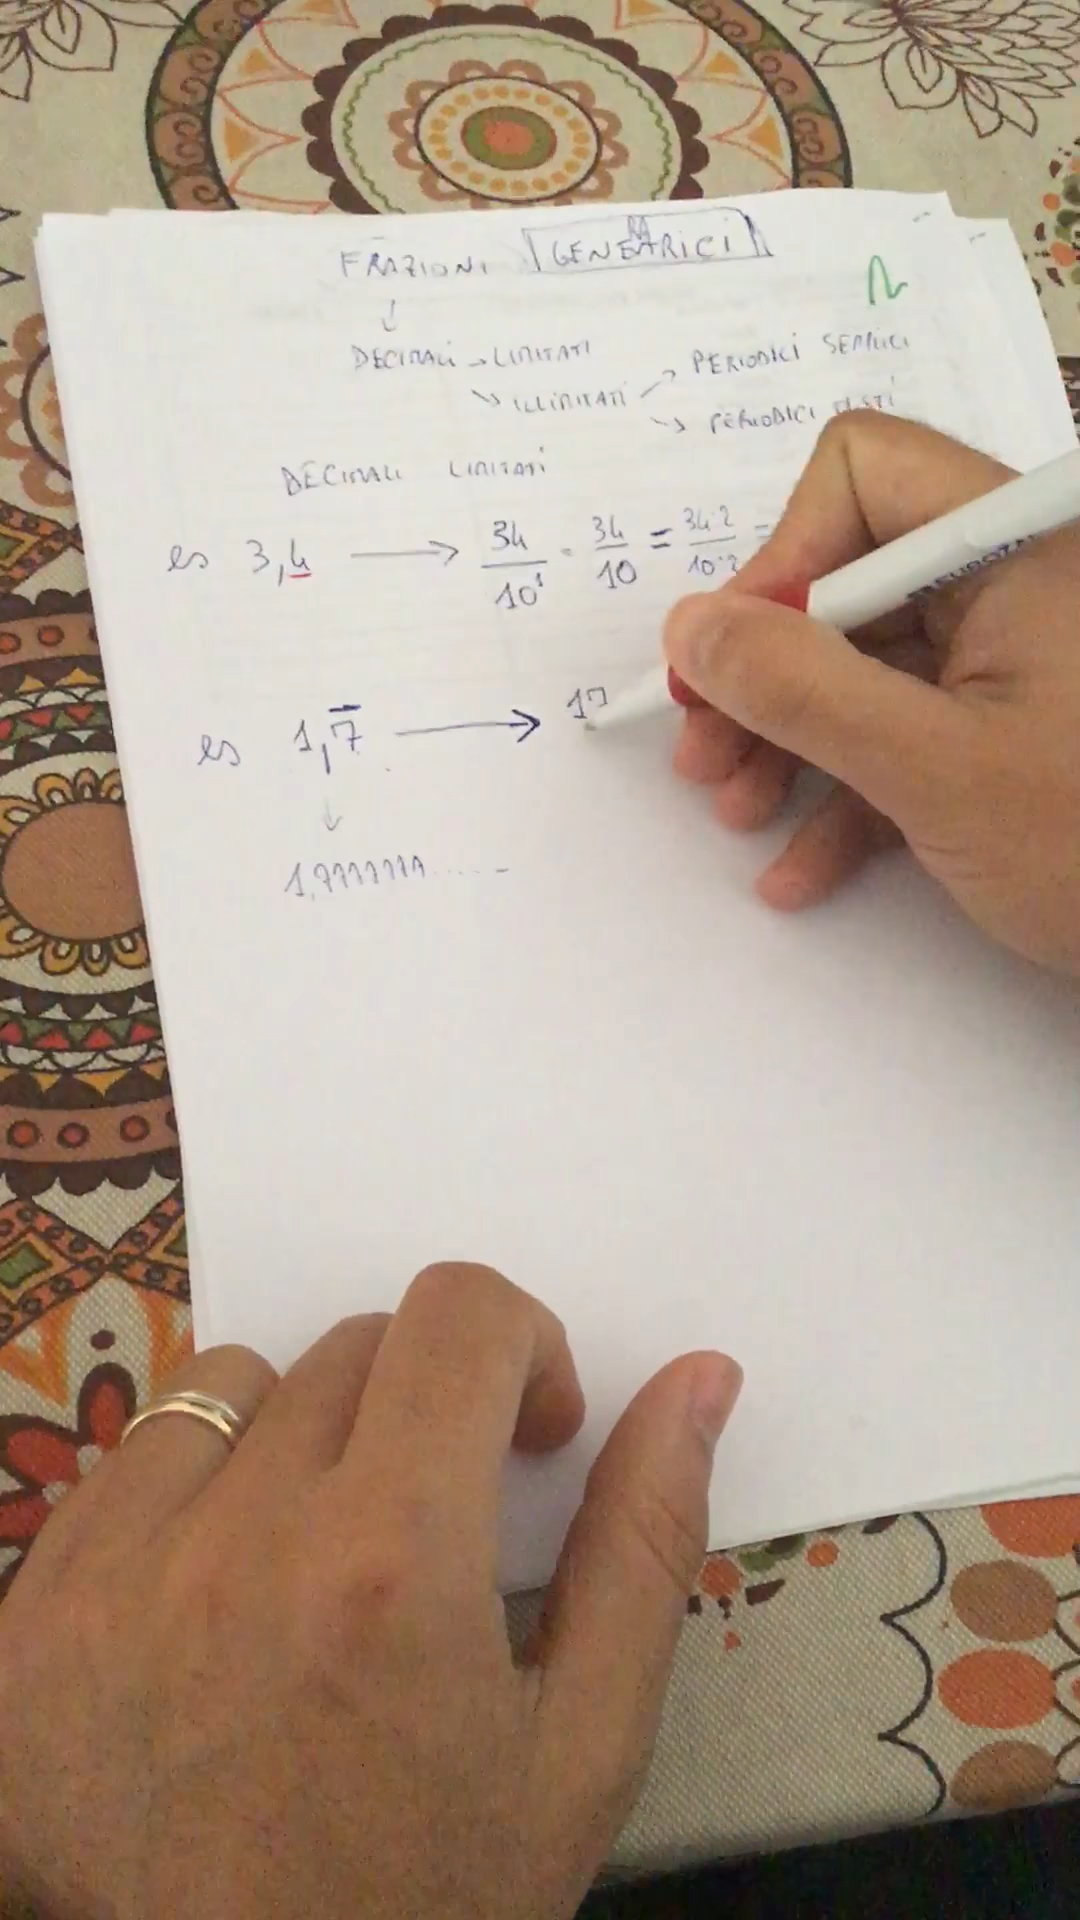 FRAZIONI GENERATRICI
↓
DECIMALI → LIMITATI
↘ ILLIMITATI → PERIODICI SEMPLICI
↘ PERIODICI MISTI
DECIMALI LIMITATI
es 3,4 → 34/10¹ = 34/10 = 34:2/10:2 =
es 1,7̅ → 17
↓
1,7777777.....